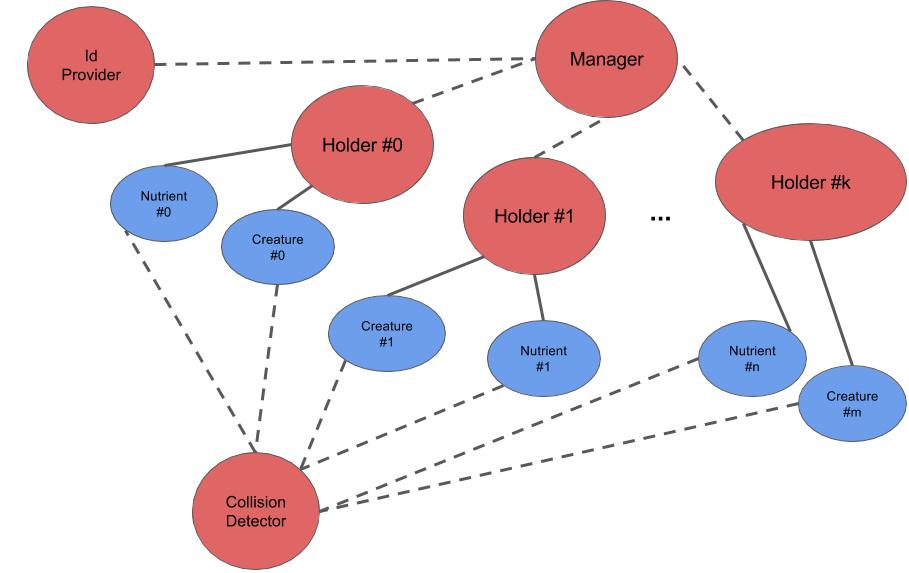 Id
Provider
Manager
Holder #0
Holder #1
...
Holder #k
Nutrient
#0
Creature
#0
Creature
#1
Nutrient
#1
Nutrient
#n
Creature
#m
Collision
Detector